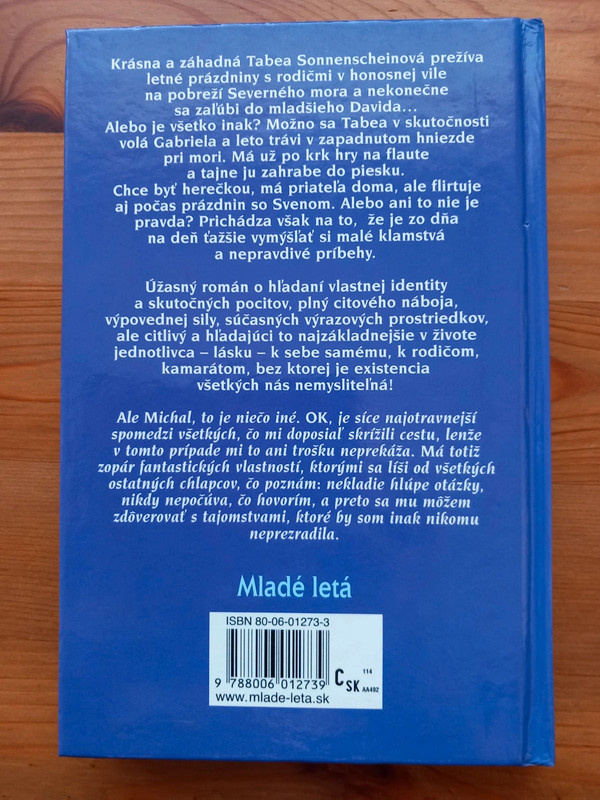 Krásna a záhadná Tabea Sonnenscheinová prežíva
letné prázdniny s rodičmi v honosnej vile
na pobreží Severného mora a nekonečne
sa zaľúbi do mladšieho Davida...
Alebo je všetko inak? Možno sa Tabea v skutočnosti
volá Gabriela a leto trávi v zapadnutom hniezde
pri mori. Má už po krk hry na flaute
a tajne ju zahrabe do piesku.
Chce byť herečkou, má priateľa doma, ale flirtuje
aj počas prázdnin so Svenom. Alebo ani to nie je
pravda? Prichádza však na to, že je zo dňa
na deň ťažšie vymýšľať si malé klamstvá
a nepravdivé príbehy.
Úžasný román o hľadaní vlastnej identity
a skutočných pocitov, plný citového náboja,
výpovednej sily, súčasných výrazových prostriedkov,
ale citlivý a hľadajúci to najzákladnejšie v živote
jednotlivca – lásku – k sebe samému, k rodičom,
kamarátom, bez ktorej je existencia
všetkých nás nemysliteľná!
Ale Michal, to je niečo iné. OK, je síce najotravnejší
spomedzi všetkých, čo mi doposiaľ skrížili cestu, lenže
v tomto prípade mi to ani trošku neprekáža. Má totiž
zopár fantastických vlastností, ktorými sa líši od všetkých
ostatných chlapcov, čo poznám: nekladie hlúpe otázky,
nikdy nepočúva, čo hovorím, a preto sa mu môžem
zdôverovať s tajomstvami, ktoré by som inak nikomu
neprezradila.
Mladé letá
ISBN 80-06-01273-3
9 788006 012739
www.mlade-leta.sk
CSK
114
AA492